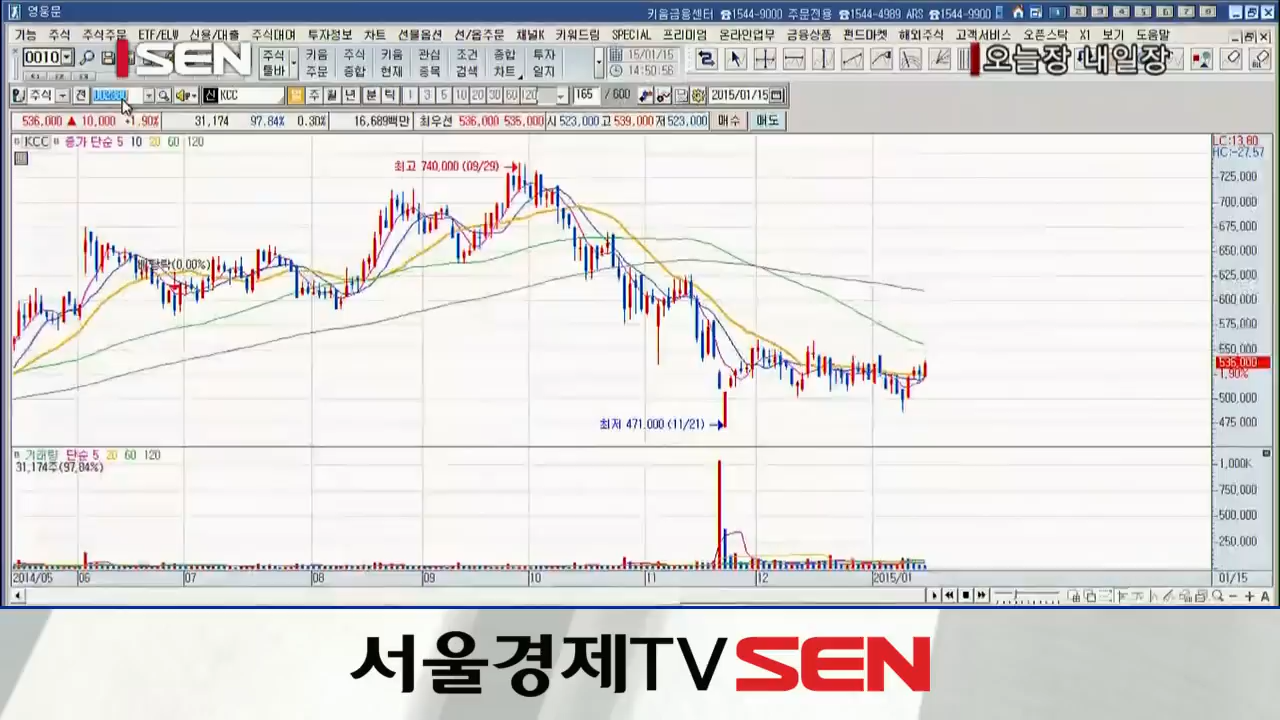 영웅문
키움금융센터 ☎1544-9000 주문전용 ☎1544-4989 ARS ☎1544-9900
1 2 3 4 5 6 7 8
기능 주식 주식주문 ETF/ELW 신용/대출 주식대여 투자정보 차트 선물옵션 선/옵주문 채널K 키워드림 SPECIAL 프리미엄 온라인업무 금융상품 펀드마켓 해외주식 고객서비스 오픈스탁 X1 보기 도움말
SEN
오늘장 내일장
0010
주식 키움 주식 키움 관심 조건 종합 투자
툴바 주문 종합 현재 종목 검색 차트 일지
15/01/15
14:50:56
주식 전 002380 신 KCC 일 주 월 년 분 틱 1 3 5 10 20 30 60 120 165 / 600 2015/01/15
536,000 ▲ 10,000 +1.90% 31,174 97.84% 0.30% 16,689백만 최우선 536,000 535,000 시 523,000 고 539,000 저 523,000 매수 매도
KCC 종가 단순 5 10 20 60 120
LC:13.80
HC:-27.57
최고 740,000 (09/29)
725,000
700,000
675,000
650,000
625,000
600,000
575,000
550,000
536,000
1.90%
500,000
최저 471,000 (11/21)
475,000
거래량 단순 5 20 60 120
31,174주(97.84%)
1,000K
750,000
500,000
250,000
2014/05 06 07 08 09 10 11 12 2015/01 01/15
서울경제TV SEN